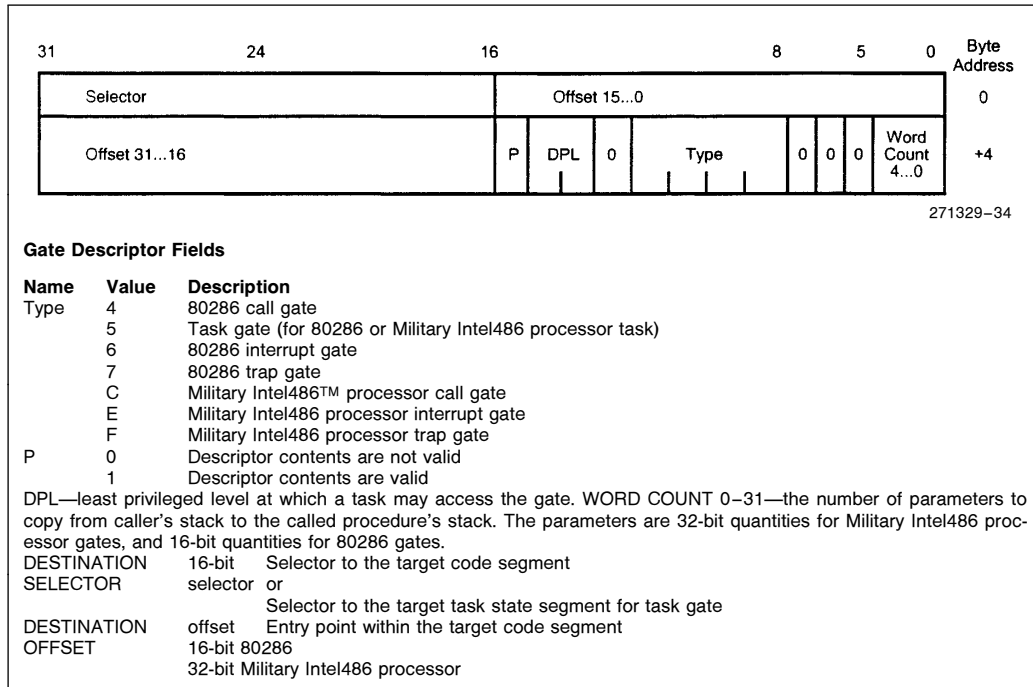 31 24 16 8 5 0 Byte Address
Selector Offset 15...0 0
Offset 31...16 P DPL 0 Type 0 0 0 Word Count 4...0 +4
271329–34
Gate Descriptor Fields
Name Value Description
Type 4 80286 call gate
5 Task gate (for 80286 or Military Intel486 processor task)
6 80286 interrupt gate
7 80286 trap gate
C Military Intel486™ processor call gate
E Military Intel486 processor interrupt gate
F Military Intel486 processor trap gate
P 0 Descriptor contents are not valid
1 Descriptor contents are valid
DPL—least privileged level at which a task may access the gate. WORD COUNT 0–31—the number of parameters to
copy from caller's stack to the called procedure's stack. The parameters are 32-bit quantities for Military Intel486 proc-
essor gates, and 16-bit quantities for 80286 gates.
DESTINATION 16-bit Selector to the target code segment
SELECTOR selector or
Selector to the target task state segment for task gate
DESTINATION offset Entry point within the target code segment
OFFSET 16-bit 80286
32-bit Military Intel486 processor